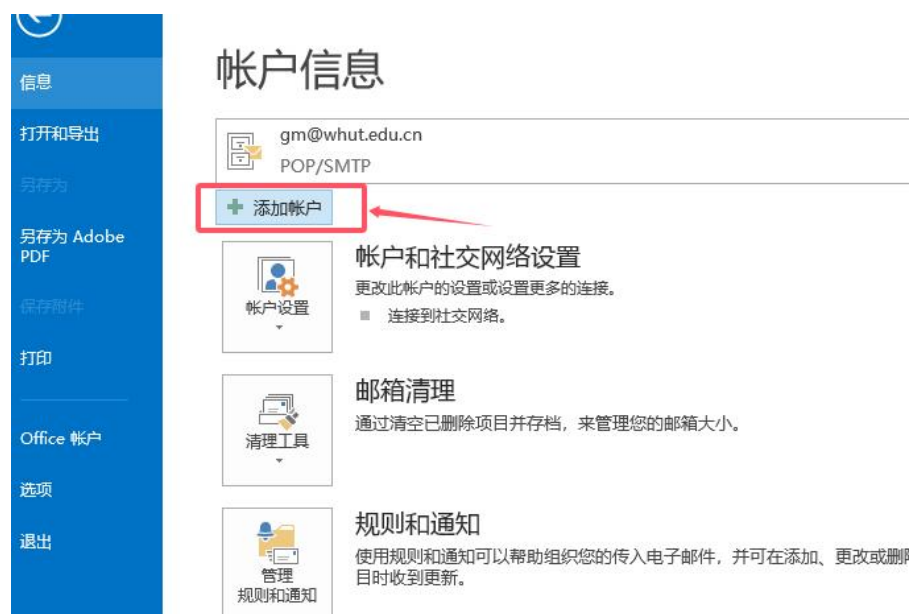 信息
打开和导出
另存为
另存为 Adobe
PDF
保存附件
打印
Office 帐户
选项
退出
帐户信息
gm@whut.edu.cn
POP/SMTP
添加帐户
帐户设置
帐户和社交网络设置
更改此帐户的设置或设置更多的连接。
连接到社交网络。
清理工具
邮箱清理
通过清空已删除项目并存档，来管理您的邮箱大小。
管理
规则和通知
规则和通知
使用规则和通知可以帮助组织您的传入电子邮件，并可在添加、更改或删
目时收到更新。